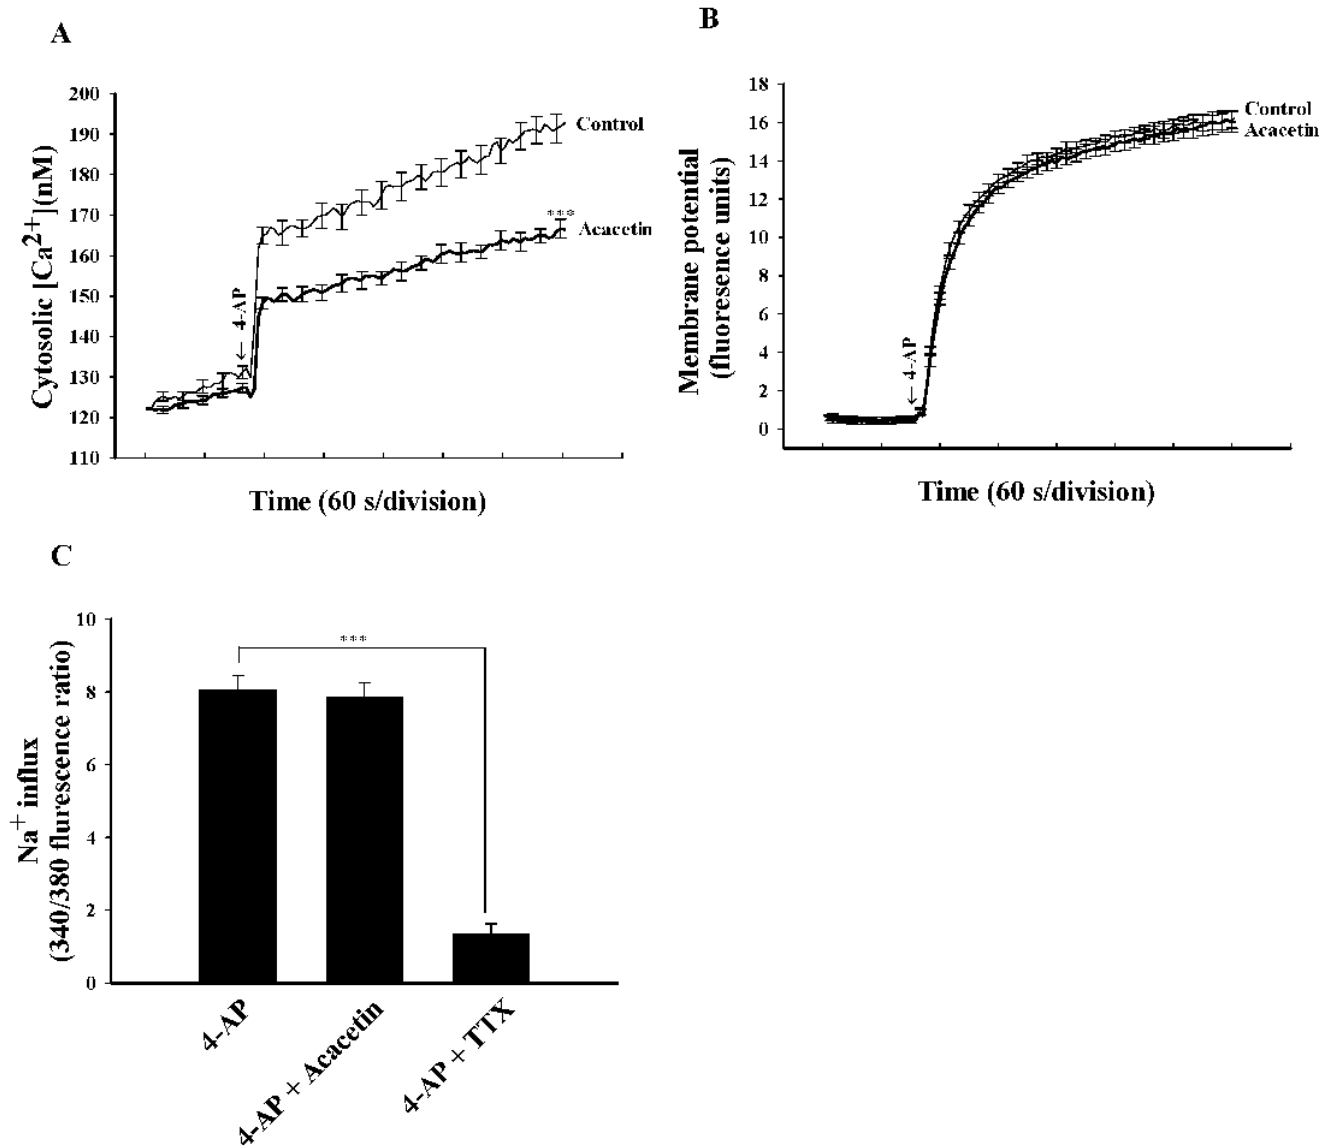 A
200
190
180
170
160
150
140
130
120
110
Cytosolic [Ca2+](nM)
Control
***
Acacetin
4-AP
Time (60 s/division)
B
18
16
14
12
10
8
6
4
2
0
Membrane potential
(fluoresence units)
Control
Acacetin
4-AP
Time (60 s/division)
C
10
8
6
4
2
0
Na+ influx
(340/380 flurescence ratio)
***
4-AP
4-AP + Acacetin
4-AP + TTX